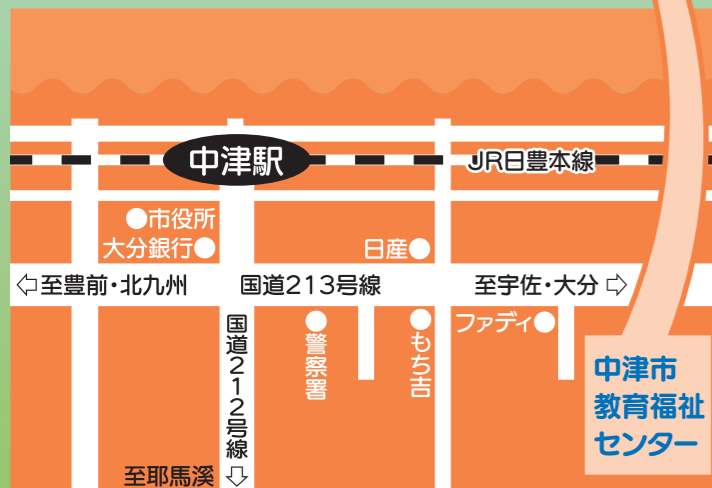 中津駅
JR日豊本線
●市役所
大分銀行●
日産●
⇦至豊前・北九州
国道213号線
至宇佐・大分⇨
国道212号線
●警察署
●もち吉
ファディ●
中津市
教育福祉
センター
至耶馬溪⇩